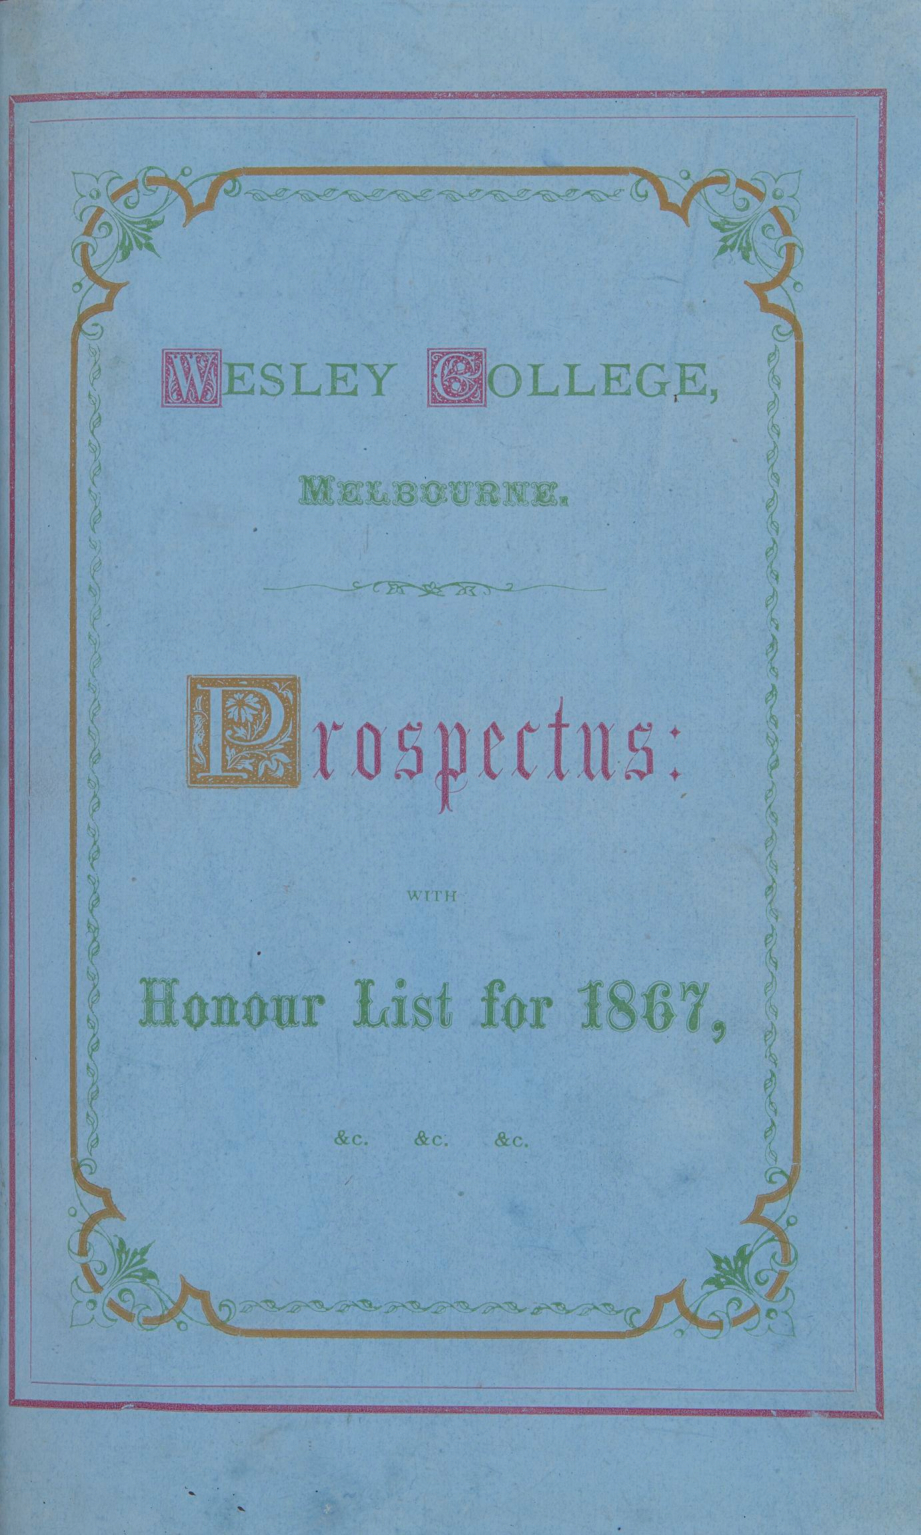 WESLEY COLLEGE,
MELBOURNE.
Prospectus:
WITH
Honour List for 1867,
&c. &c. &c.